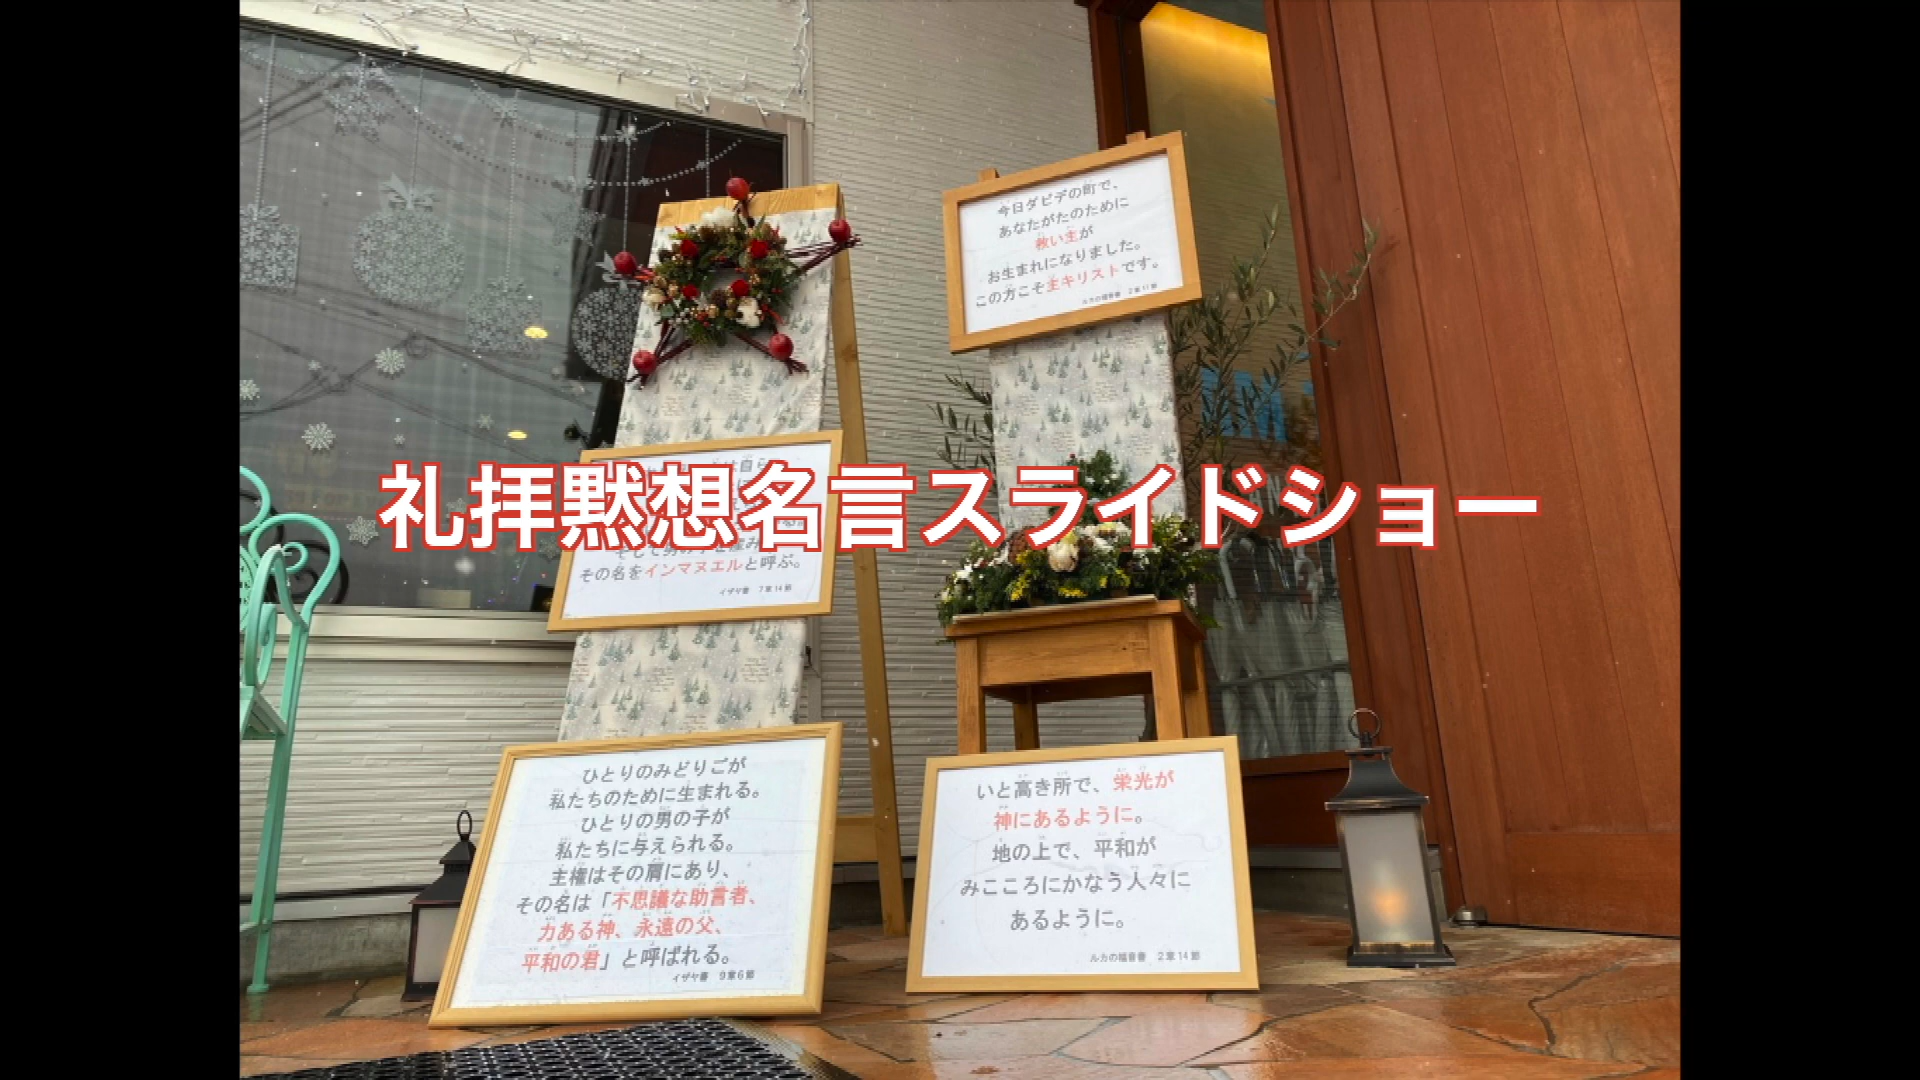 礼拝黙想名言スライドショー
今日ダビデの町で、
あなたがたのために
救い主が
お生まれになりました。
この方こそ主キリストです。
ルカの福音書 2章11節
その名をインマヌエルと呼ぶ。
イザヤ書 7章14節
ひとりのみどりごが
私たちのために生まれる。
ひとりの男の子が
私たちに与えられる。
主権はその肩にあり、
その名は「不思議な助言者、
力ある神、永遠の父、
平和の君」と呼ばれる。
イザヤ書 9章6節
いと高き所で、栄光が
神にあるように。
地の上で、平和が
みこころにかなう人々に
あるように。
ルカの福音書 2章14節